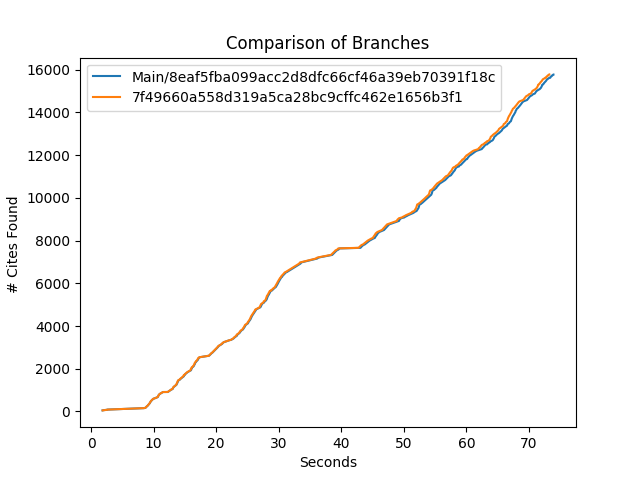 Comparison of Branches
Main/8eaf5fba099acc2d8dfc66cf46a39eb70391f18c
7f49660a558d319a5ca28bc9cffc462e1656b3f1
# Cites Found
16000
14000
12000
10000
8000
6000
4000
2000
0
0 10 20 30 40 50 60 70
Seconds